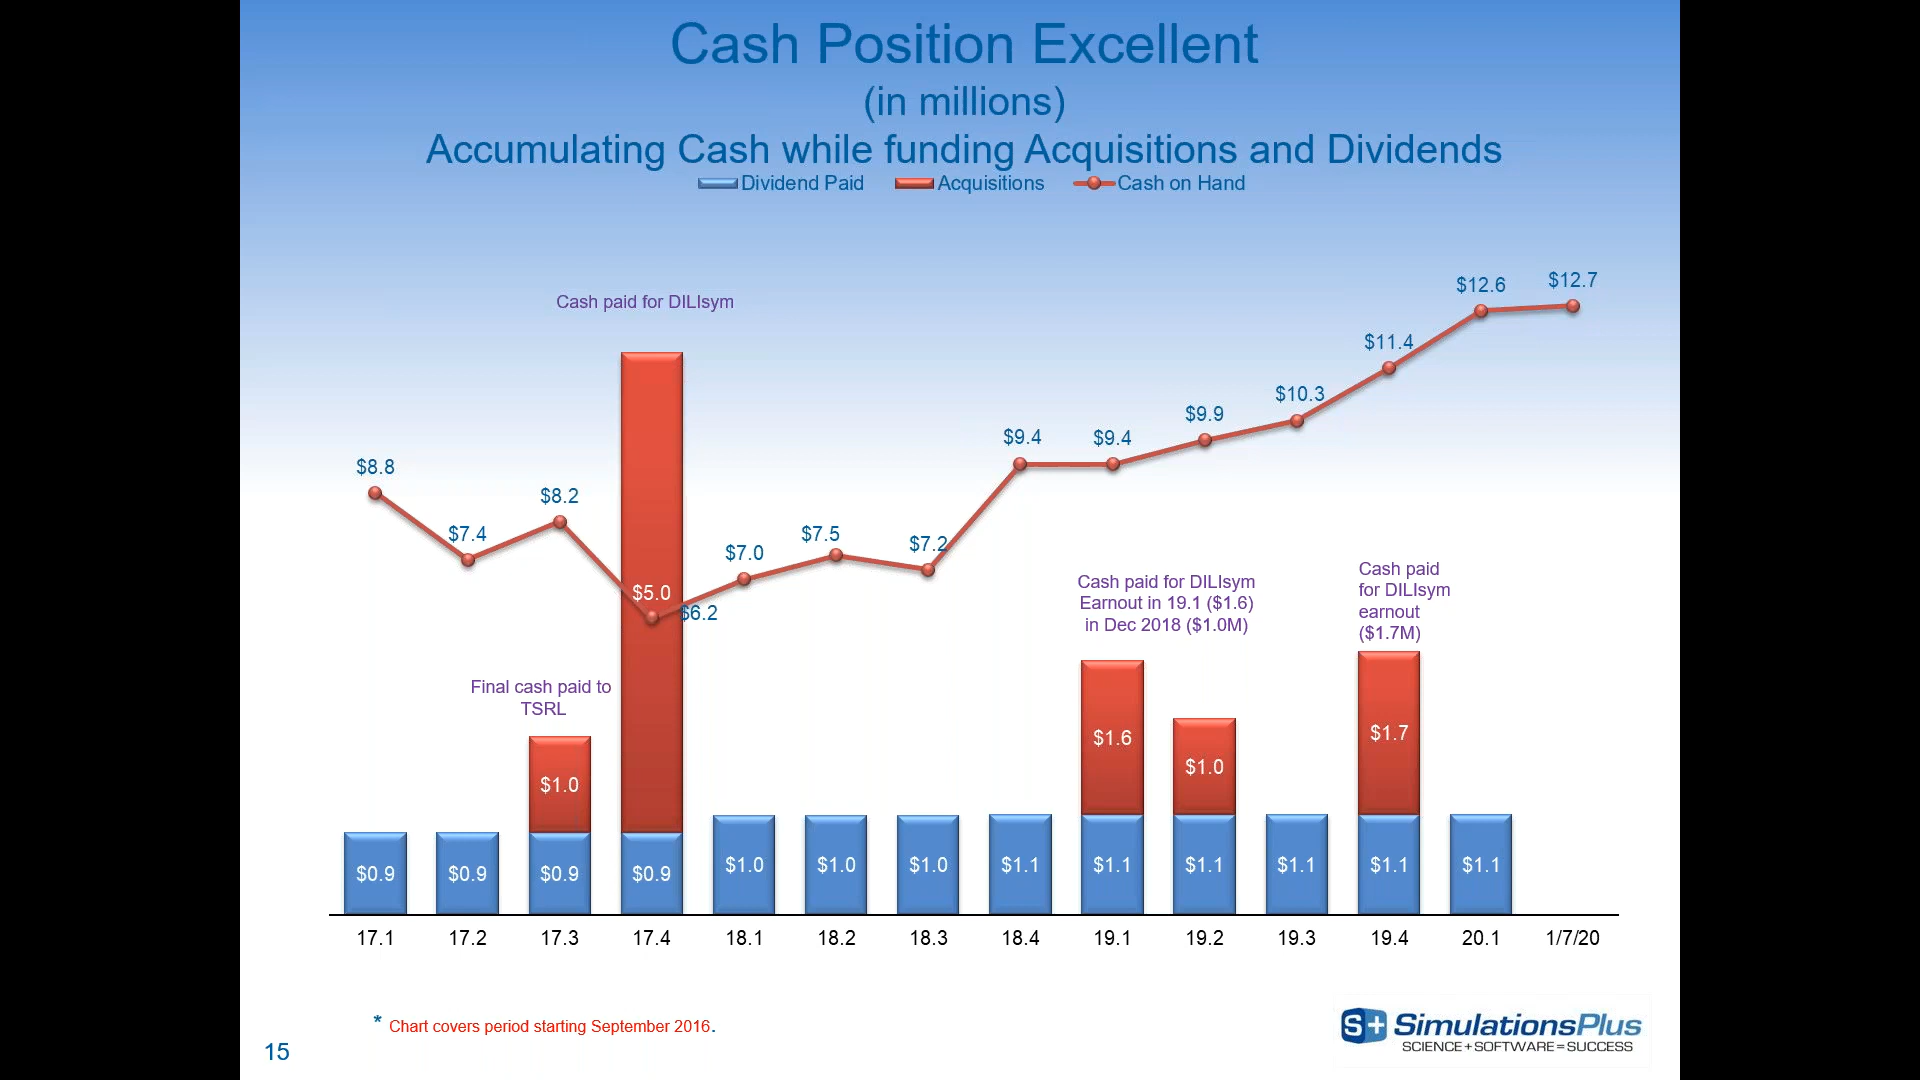 Cash Position Excellent
(in millions)
Accumulating Cash while funding Acquisitions and Dividends
Dividend Paid Acquisitions Cash on Hand
Cash paid for DILIsym
$12.6 $12.7
$11.4
$10.3
$9.9
$9.4 $9.4
$8.8
$8.2
$7.4
$7.5
$7.2
$7.0
$5.0
$6.2
Cash paid for DILIsym
Earnout in 19.1 ($1.6)
in Dec 2018 ($1.0M)
Cash paid
for DILIsym
earnout
($1.7M)
Final cash paid to
TSRL
$1.0
$1.6
$1.0
$1.7
$0.9 $0.9 $0.9 $0.9 $1.0 $1.0 $1.0 $1.1 $1.1 $1.1 $1.1 $1.1 $1.1
17.1 17.2 17.3 17.4 18.1 18.2 18.3 18.4 19.1 19.2 19.3 19.4 20.1 1/7/20
* Chart covers period starting September 2016.
15
S+ SimulationsPlus
SCIENCE+SOFTWARE=SUCCESS